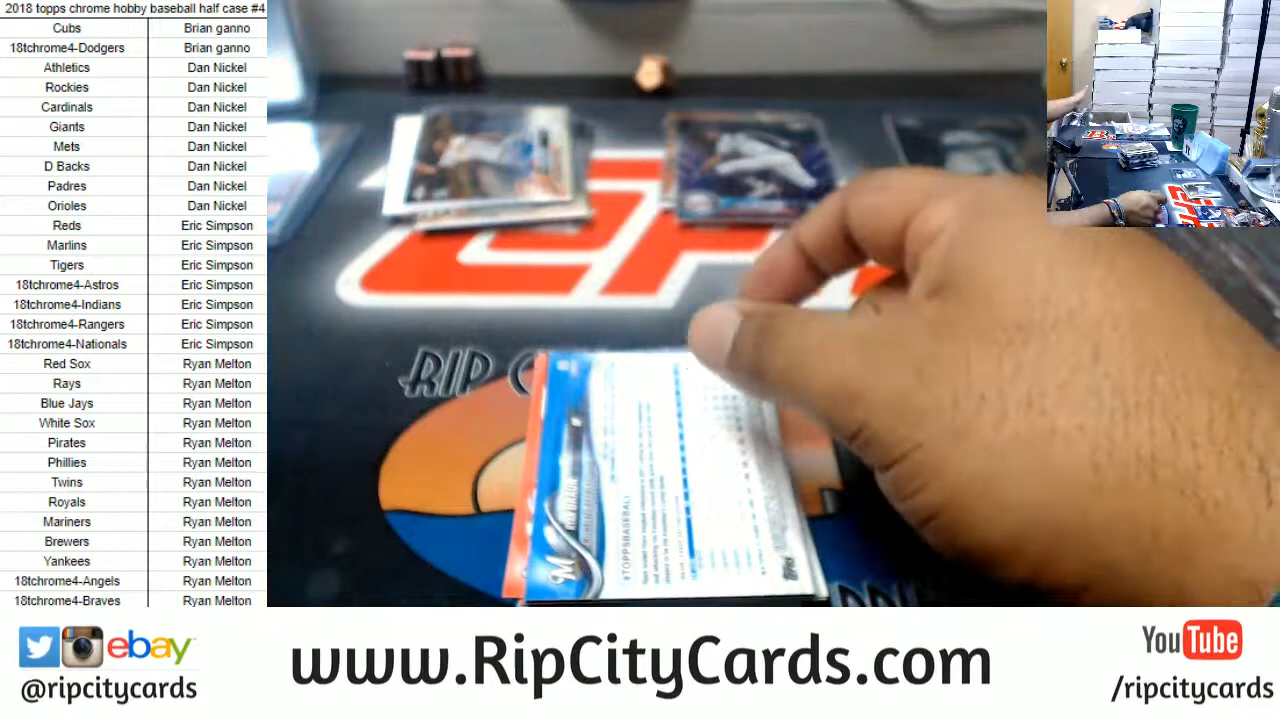 2018 topps chrome hobby baseball half case #4
Cubs Brian ganno
18tchrome4-Dodgers Brian ganno
Athletics Dan Nickel
Rockies Dan Nickel
Cardinals Dan Nickel
Giants Dan Nickel
Mets Dan Nickel
D Backs Dan Nickel
Padres Dan Nickel
Orioles Dan Nickel
Reds Eric Simpson
Marlins Eric Simpson
Tigers Eric Simpson
18tchrome4-Astros Eric Simpson
18tchrome4-Indians Eric Simpson
18tchrome4-Rangers Eric Simpson
18tchrome4-Nationals Eric Simpson
Red Sox Ryan Melton
Rays Ryan Melton
Blue Jays Ryan Melton
White Sox Ryan Melton
Pirates Ryan Melton
Phillies Ryan Melton
Twins Ryan Melton
Royals Ryan Melton
Mariners Ryan Melton
Brewers Ryan Melton
Yankees Ryan Melton
18tchrome4-Angels Ryan Melton
18tchrome4-Braves Ryan Melton
RIP
#TOPPSBASEBALL
Topps
ebay
@ripcitycards
www.RipCityCards.com
YouTube
/ripcitycards